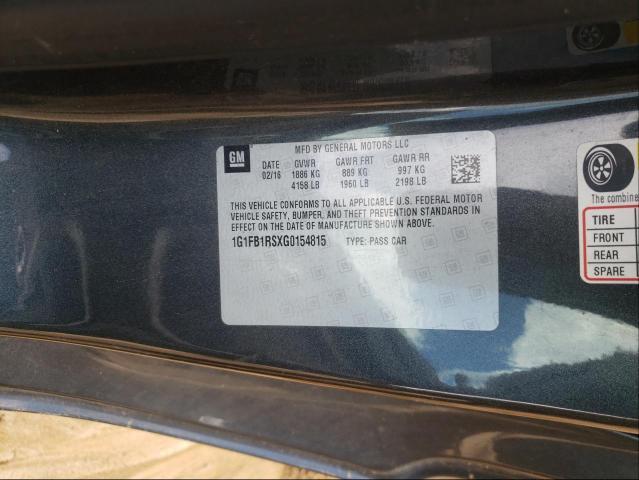 GM
MFD BY GENERAL MOTORS LLC
DATE GVWR GAWR FRT GAWR RR
02/16 1886 KG 889 KG 997 KG
4158 LB 1960 LB 2198 LB
THIS VEHICLE CONFORMS TO ALL APPLICABLE U.S. FEDERAL MOTOR
VEHICLE SAFETY, BUMPER, AND THEFT PREVENTION STANDARDS IN
EFFECT ON THE DATE OF MANUFACTURE SHOWN ABOVE.
1G1FB1RSXG0154815 TYPE: PASS CAR
The combine
TIRE
FRONT
REAR
SPARE